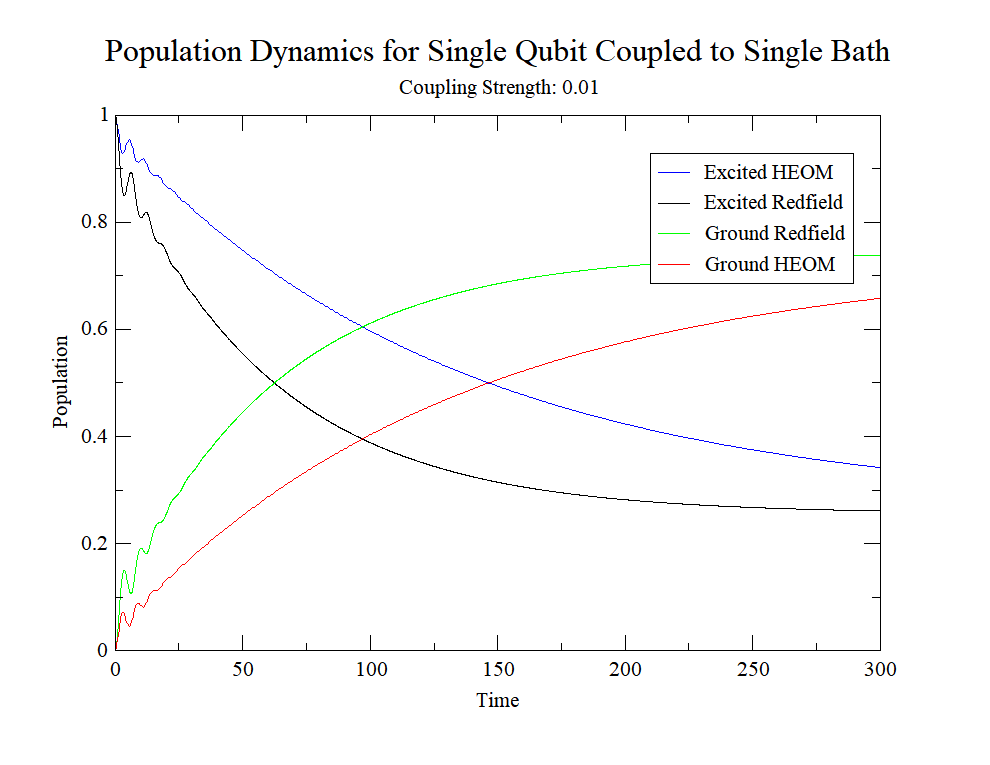 Population Dynamics for Single Qubit Coupled to Single Bath
Coupling Strength: 0.01
1
0.8
0.6
0.4
0.2
0
Population
Excited HEOM
Excited Redfield
Ground Redfield
Ground HEOM
0 50 100 150 200 250 300
Time